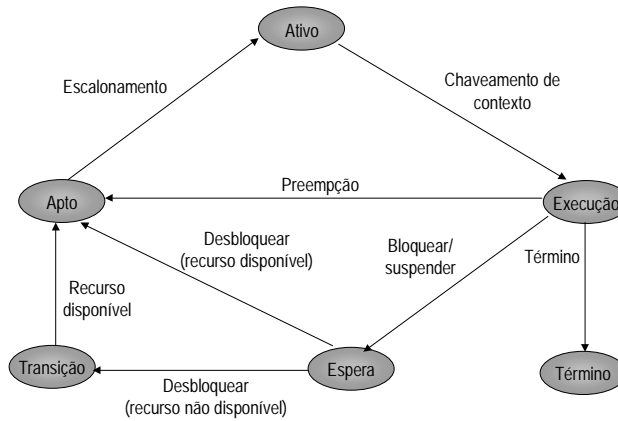 Ativo
Escalonamento
Chaveamento de
contexto
Preempção
Apto
Execução
Desbloquear
(recurso disponível)
Bloquear/
suspender
Término
Recurso
disponível
Transição
Espera
Término
Desbloquear
(recurso não disponível)